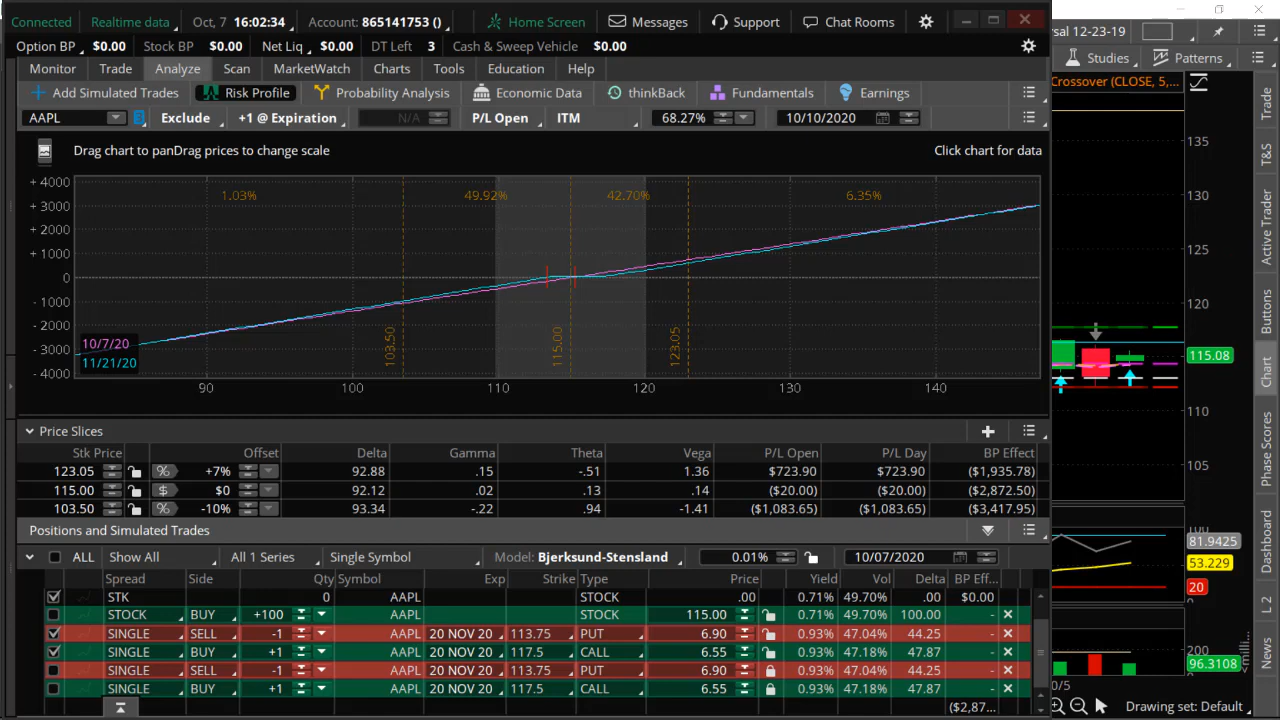 Connected Realtime data Oct, 7 16:02:34 Account: 865141753 () Home Screen Messages Support Chat Rooms
Option BP $0.00 Stock BP $0.00 Net Liq $0.00 DT Left 3 Cash & Sweep Vehicle $0.00
rsal 12-23-19
Monitor Trade Analyze Scan MarketWatch Charts Tools Education Help
Studies Patterns
Add Simulated Trades Risk Profile Probability Analysis Economic Data thinkBack Fundamentals Earnings
Crossover (CLOSE, 5,...
AAPL Exclude +1 @ Expiration N/A P/L Open ITM 68.27% 10/10/2020
Drag chart to panDrag prices to change scale Click chart for data
+ 4000
+ 3000
+ 2000
+ 1000
0
- 1000
- 2000
- 3000
- 4000
1.03% 49.92% 42.70% 6.35%
103.50 115.00 123.05
10/7/20
11/21/20
90 100 110 120 130 140
Price Slices
Stk Price Offset Delta Gamma Theta Vega P/L Open P/L Day BP Effect
123.05 % +7% 92.88 .15 -.51 1.36 $723.90 $723.90 ($1,935.78)
115.00 $ $0 92.12 .02 .13 .14 ($20.00) ($20.00) ($2,872.50)
103.50 % -10% 93.34 -.22 .94 -1.41 ($1,083.65) ($1,083.65) ($3,417.95)
Positions and Simulated Trades
ALL Show All All 1 Series Single Symbol Model: Bjerksund-Stensland 0.01% 10/07/2020
Spread Side Qty Symbol Exp Strike Type Price Yield Vol Delta BP Eff...
STK 0 AAPL STOCK .00 0.71% 49.70% .00 $0.00
STOCK BUY +100 AAPL STOCK 115.00 0.71% 49.70% 100.00 -
SINGLE SELL -1 AAPL 20 NOV 20 113.75 PUT 6.90 0.93% 47.04% 44.25 -
SINGLE BUY +1 AAPL 20 NOV 20 117.5 CALL 6.55 0.93% 47.18% 47.87 -
SINGLE SELL -1 AAPL 20 NOV 20 113.75 PUT 6.90 0.93% 47.04% 44.25 -
SINGLE BUY +1 AAPL 20 NOV 20 117.5 CALL 6.55 0.93% 47.18% 47.87 -
($2,87...
135
130
125
120
115.08
110
105
81.9425
53.229
20
200
96.3108
<millie...
0/5
Drawing set: Default
Trade
T&S
Active Trader
Buttons
Chart
Phase Scores
Dashboard
L 2
News